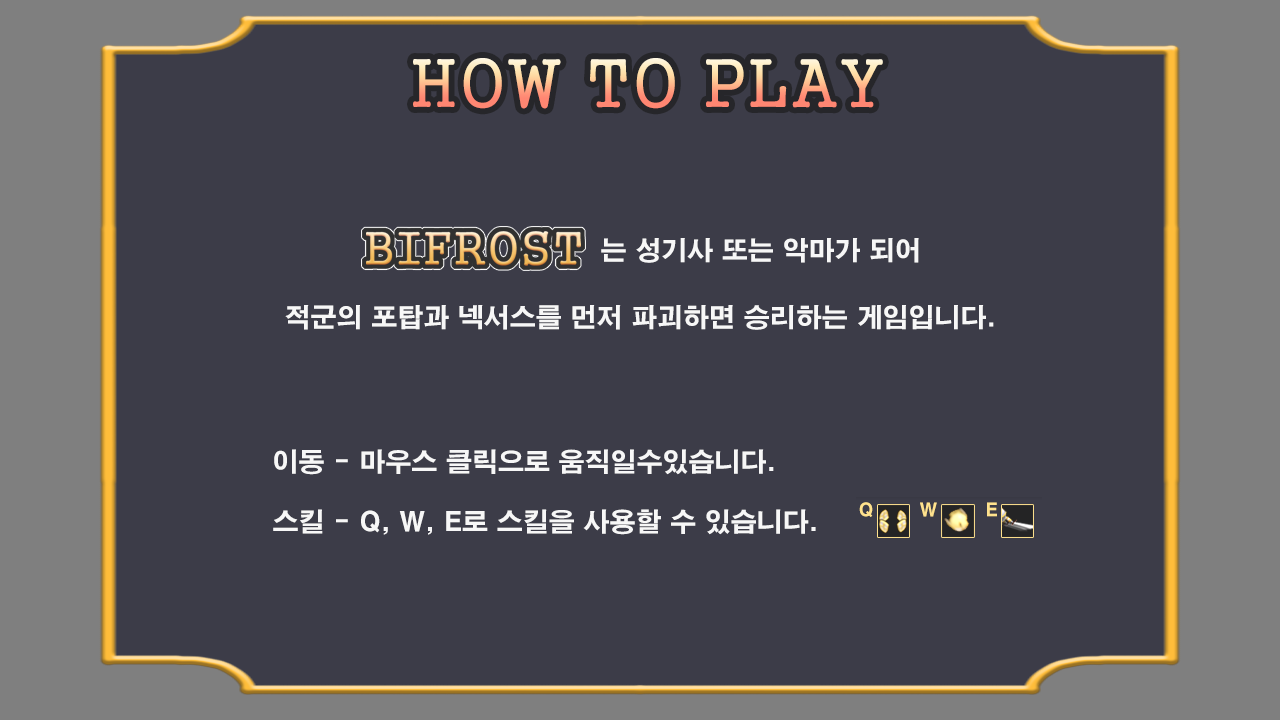 HOW TO PLAY
BIFROST 는 성기사 또는 악마가 되어
적군의 포탑과 넥서스를 먼저 파괴하면 승리하는 게임입니다.
이동 - 마우스 클릭으로 움직일수있습니다.
스킬 - Q, W, E로 스킬을 사용할 수 있습니다. Q W E